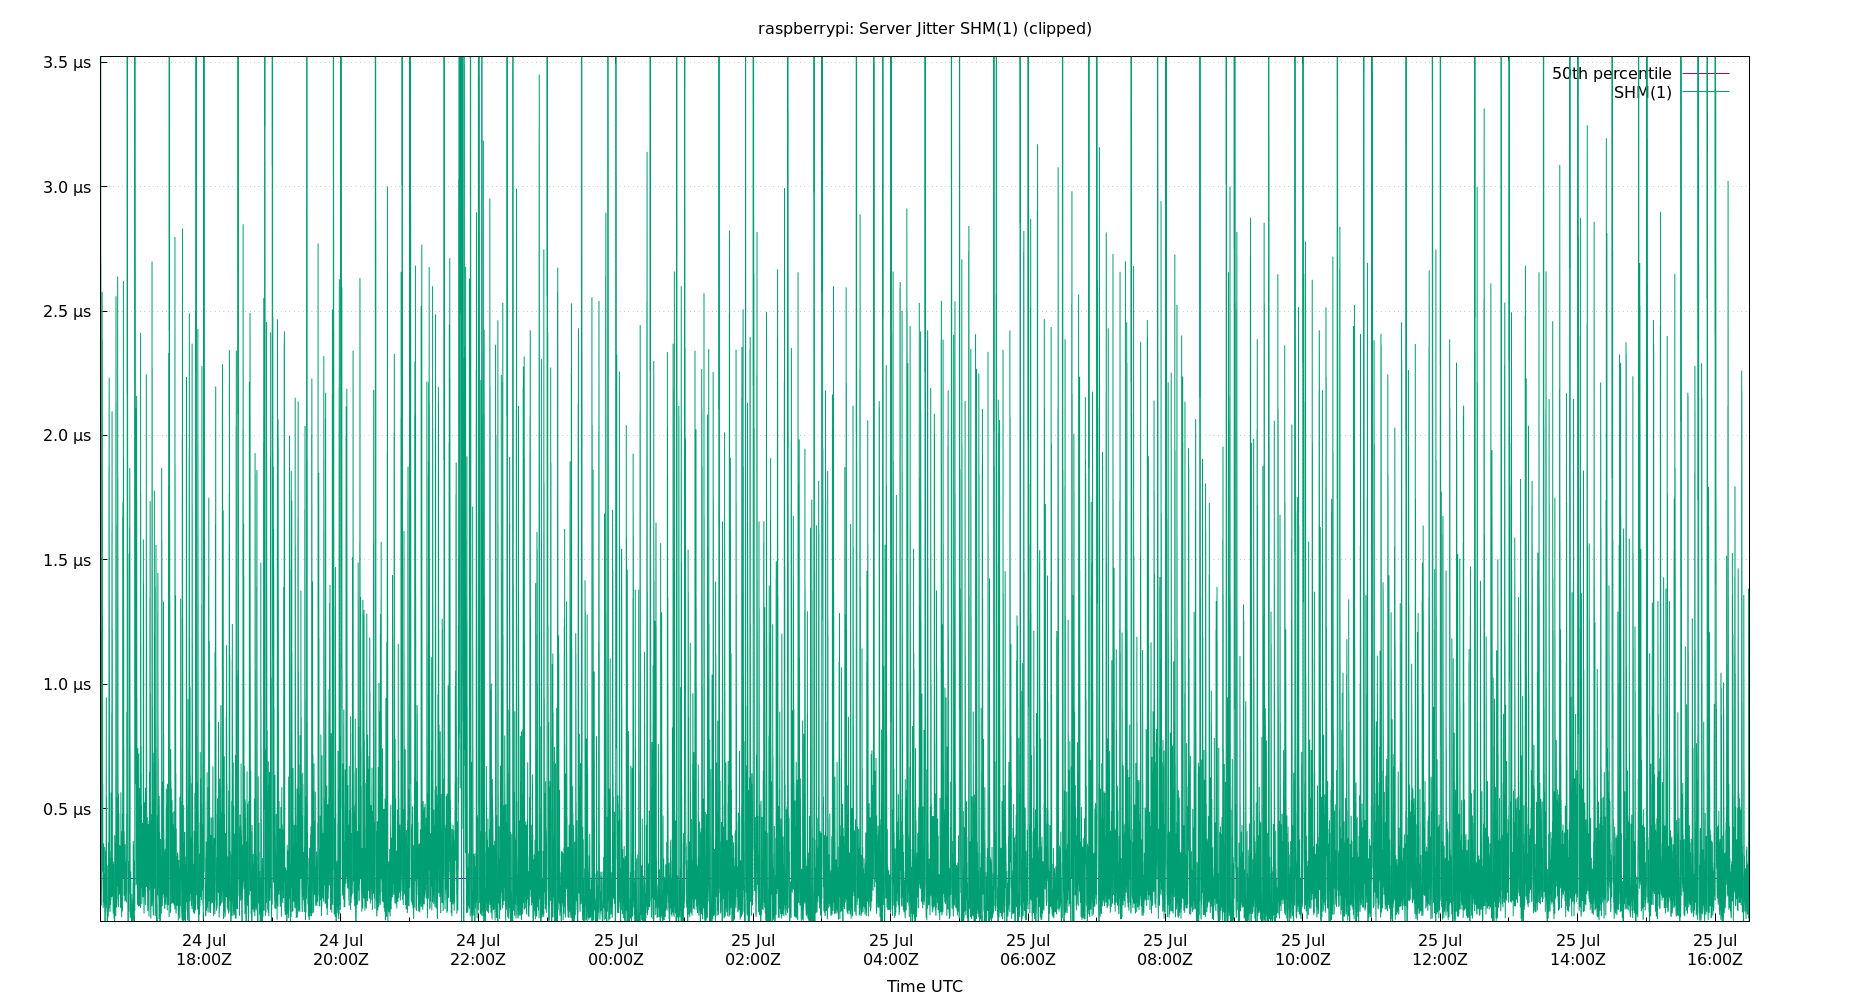 raspberrypi: Server Jitter SHM(1) (clipped)
3.5 µs
3.0 µs
2.5 µs
2.0 µs
1.5 µs
1.0 µs
0.5 µs
50th percentile
SHM(1)
24 Jul 24 Jul 24 Jul 25 Jul 25 Jul 25 Jul 25 Jul 25 Jul 25 Jul 25 Jul 25 Jul 25 Jul
18:00Z 20:00Z 22:00Z 00:00Z 02:00Z 04:00Z 06:00Z 08:00Z 10:00Z 12:00Z 14:00Z 16:00Z
Time UTC